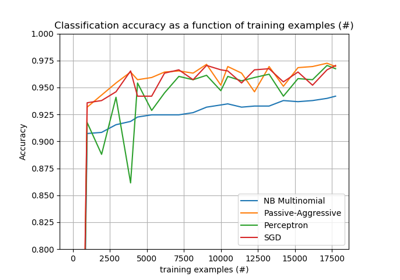 Classification accuracy as a function of training examples (#)
1.000
0.975
0.950
0.925
0.900
0.875
0.850
0.825
0.800
Accuracy
NB Multinomial
Passive-Aggressive
Perceptron
SGD
0 2500 5000 7500 10000 12500 15000 17500
training examples (#)